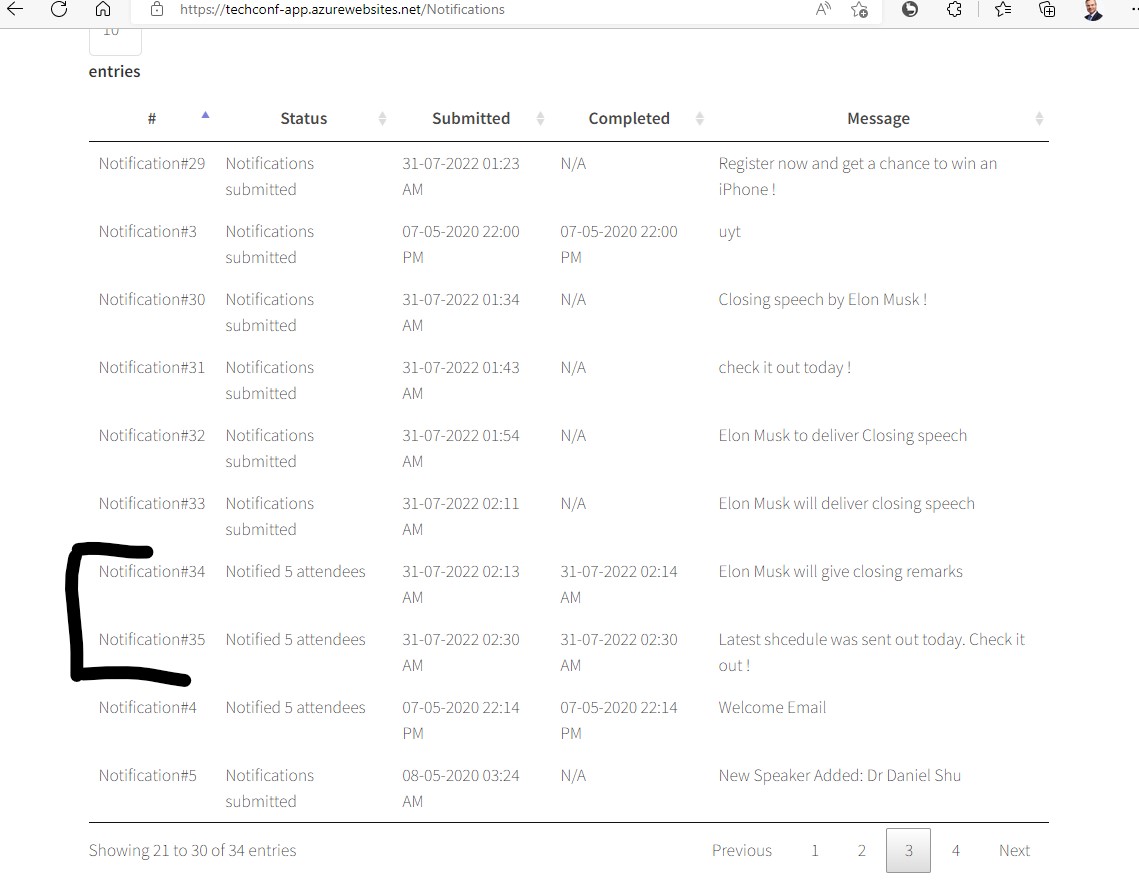 https://techconf-app.azurewebsites.net/Notifications
10
entries
# Status Submitted Completed Message
Notification#29 Notifications 31-07-2022 01:23 N/A Register now and get a chance to win an
submitted AM iPhone !
Notification#3 Notifications 07-05-2020 22:00 07-05-2020 22:00 uyt
submitted PM PM
Notification#30 Notifications 31-07-2022 01:34 N/A Closing speech by Elon Musk !
submitted AM
Notification#31 Notifications 31-07-2022 01:43 N/A check it out today !
submitted AM
Notification#32 Notifications 31-07-2022 01:54 N/A Elon Musk to deliver Closing speech
submitted AM
Notification#33 Notifications 31-07-2022 02:11 N/A Elon Musk will deliver closing speech
submitted AM
Notification#34 Notified 5 attendees 31-07-2022 02:13 31-07-2022 02:14 Elon Musk will give closing remarks
AM AM
Notification#35 Notified 5 attendees 31-07-2022 02:30 31-07-2022 02:30 Latest shcedule was sent out today. Check it
AM AM out !
Notification#4 Notified 5 attendees 07-05-2020 22:14 07-05-2020 22:14 Welcome Email
PM PM
Notification#5 Notifications 08-05-2020 03:24 N/A New Speaker Added: Dr Daniel Shu
submitted AM
Showing 21 to 30 of 34 entries Previous 1 2 3 4 Next